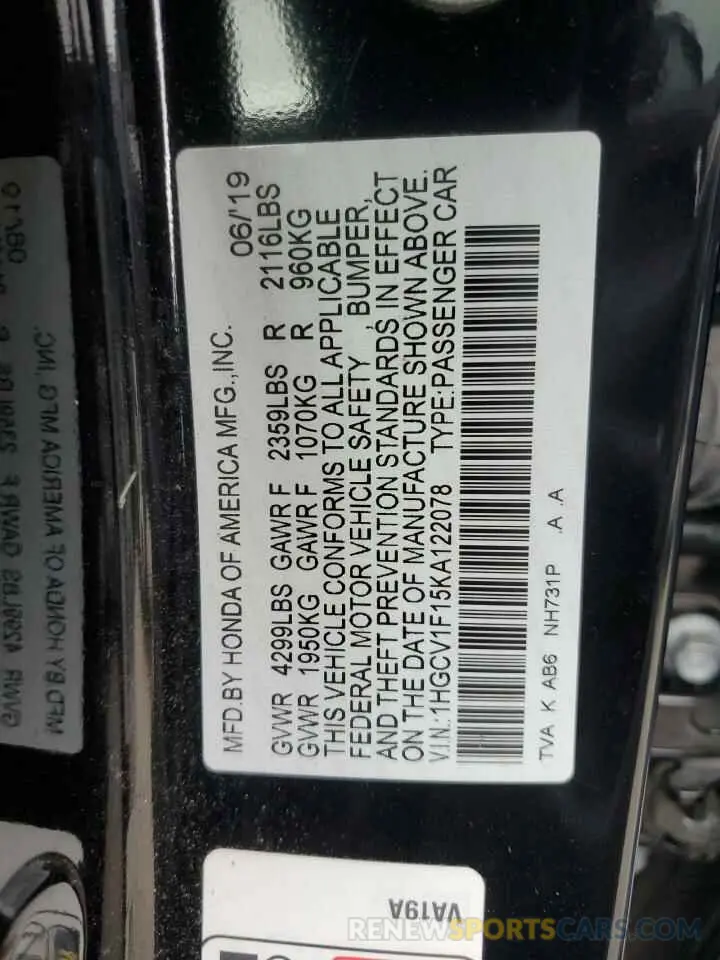 MFD.BY HONDA OF AMERICA MFG.,INC. 06/'19
GVWR 4299LBS GAWR F 2359LBS R 2116LBS
GVWR 1950KG GAWR F 1070KG R 960KG
THIS VEHICLE CONFORMS TO ALL APPLICABLE
FEDERAL MOTOR VEHICLE SAFETY , BUMPER,
AND THEFT PREVENTION STANDARDS IN EFFECT
ON THE DATE OF MANUFACTURE SHOWN ABOVE.
V.I.N.:1HGCV1F15KA122078 TYPE:PASSENGER CAR
TVA K AB6 NH731P .A .A
VA19A
RENEWSPORTSCARS.COM